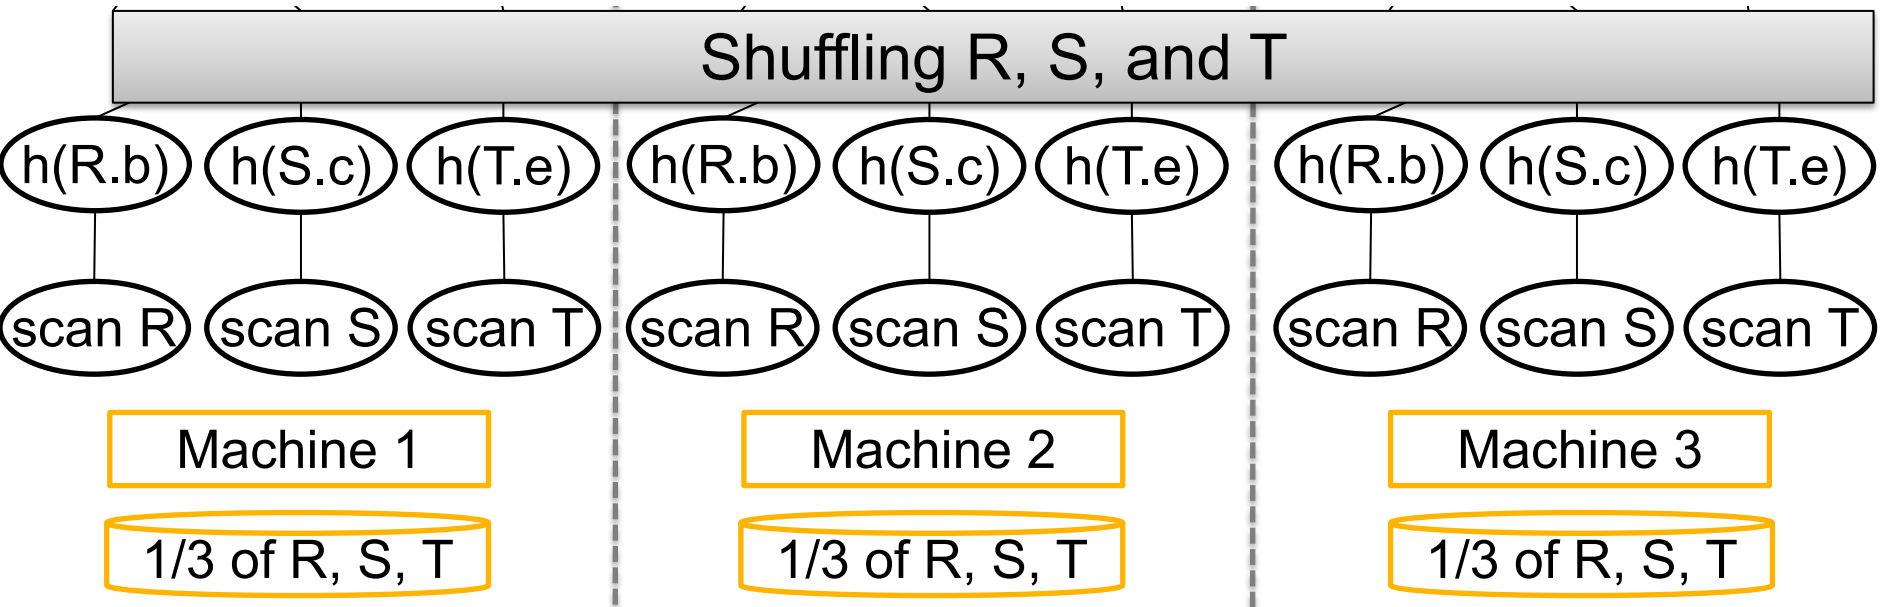 Shuffling R, S, and T
h(R.b) h(S.c) h(T.e) h(R.b) h(S.c) h(T.e) h(R.b) h(S.c) h(T.e)
scan R scan S scan T scan R scan S scan T scan R scan S scan T
Machine 1 Machine 2 Machine 3
1/3 of R, S, T 1/3 of R, S, T 1/3 of R, S, T